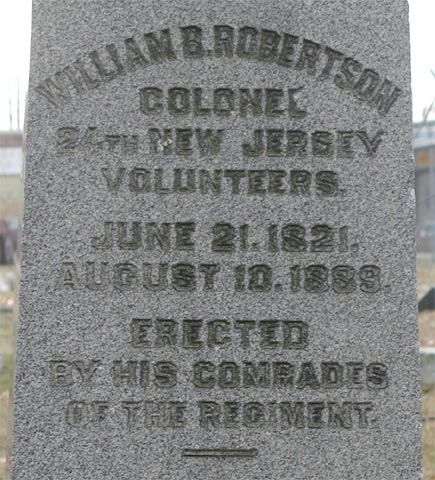 WILLIAM B. ROBERTSON
COLONEL
24TH NEW JERSEY
VOLUNTEERS.
JUNE 21. 1821.
AUGUST 10. 1889.
ERECTED
BY HIS COMRADES
OF THE REGIMENT.